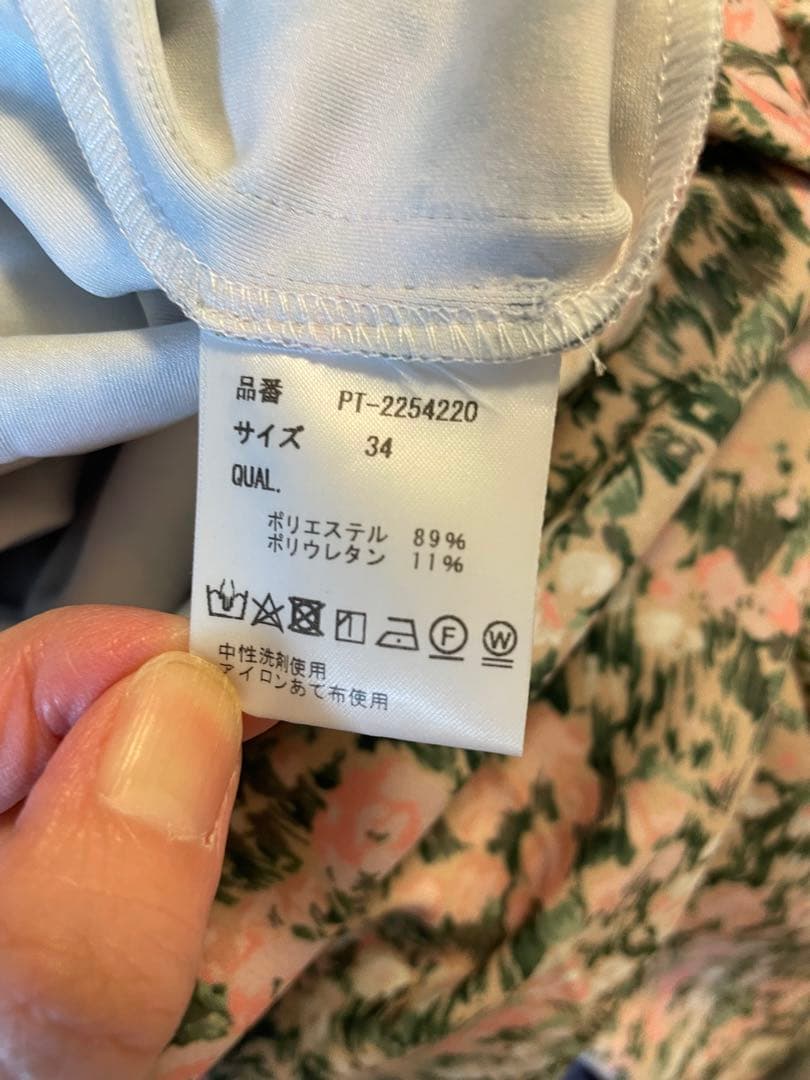 品番 PT-2254220
サイズ 34
QUAL.
ポリエステル 89%
ポリウレタン 11%
F W
中性洗剤使用
アイロンあて布使用